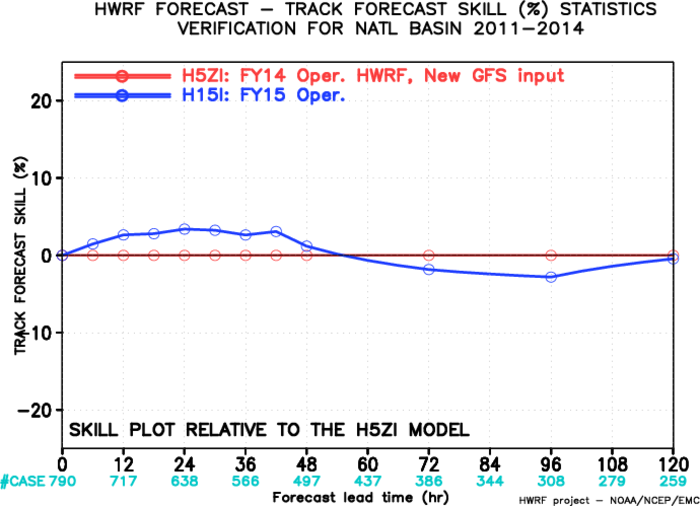 HWRF FORECAST – TRACK FORECAST SKILL (%) STATISTICS
VERIFICATION FOR NATL BASIN 2011–2014
H5ZI: FY14 Oper. HWRF, New GFS input
H15I: FY15 Oper.
TRACK FORECAST SKILL (%)
20
10
0
–10
–20
SKILL PLOT RELATIVE TO THE H5ZI MODEL
0 12 24 36 48 60 72 84 96 108 120
#CASE 790 717 638 566 497 437 386 344 308 279 259
Forecast lead time (hr)
HWRF project – NOAA/NCEP/EMC